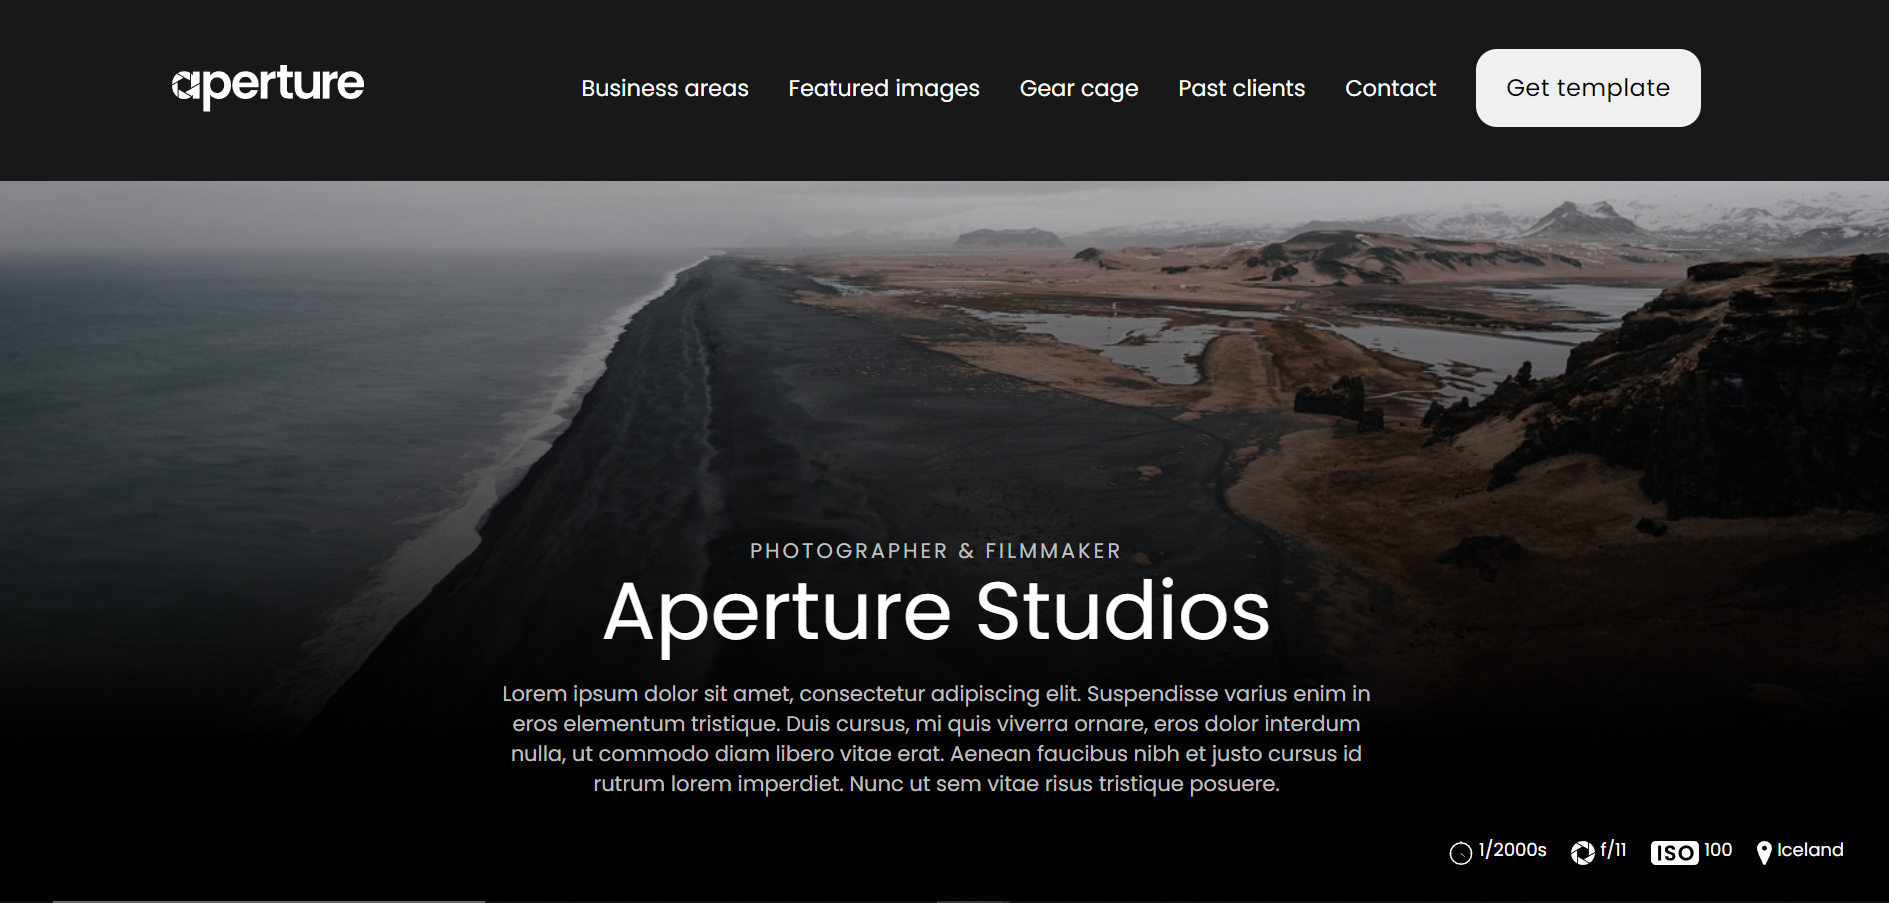 aperture
Business areas
Featured images
Gear cage
Past clients
Contact
Get template
PHOTOGRAPHER & FILMMAKER
Aperture Studios
Lorem ipsum dolor sit amet, consectetur adipiscing elit. Suspendisse varius enim in
eros elementum tristique. Duis cursus, mi quis viverra ornare, eros dolor interdum
nulla, ut commodo diam libero vitae erat. Aenean faucibus nibh et justo cursus id
rutrum lorem imperdiet. Nunc ut sem vitae risus tristique posuere.
1/2000s
f/11
ISO 100
Iceland